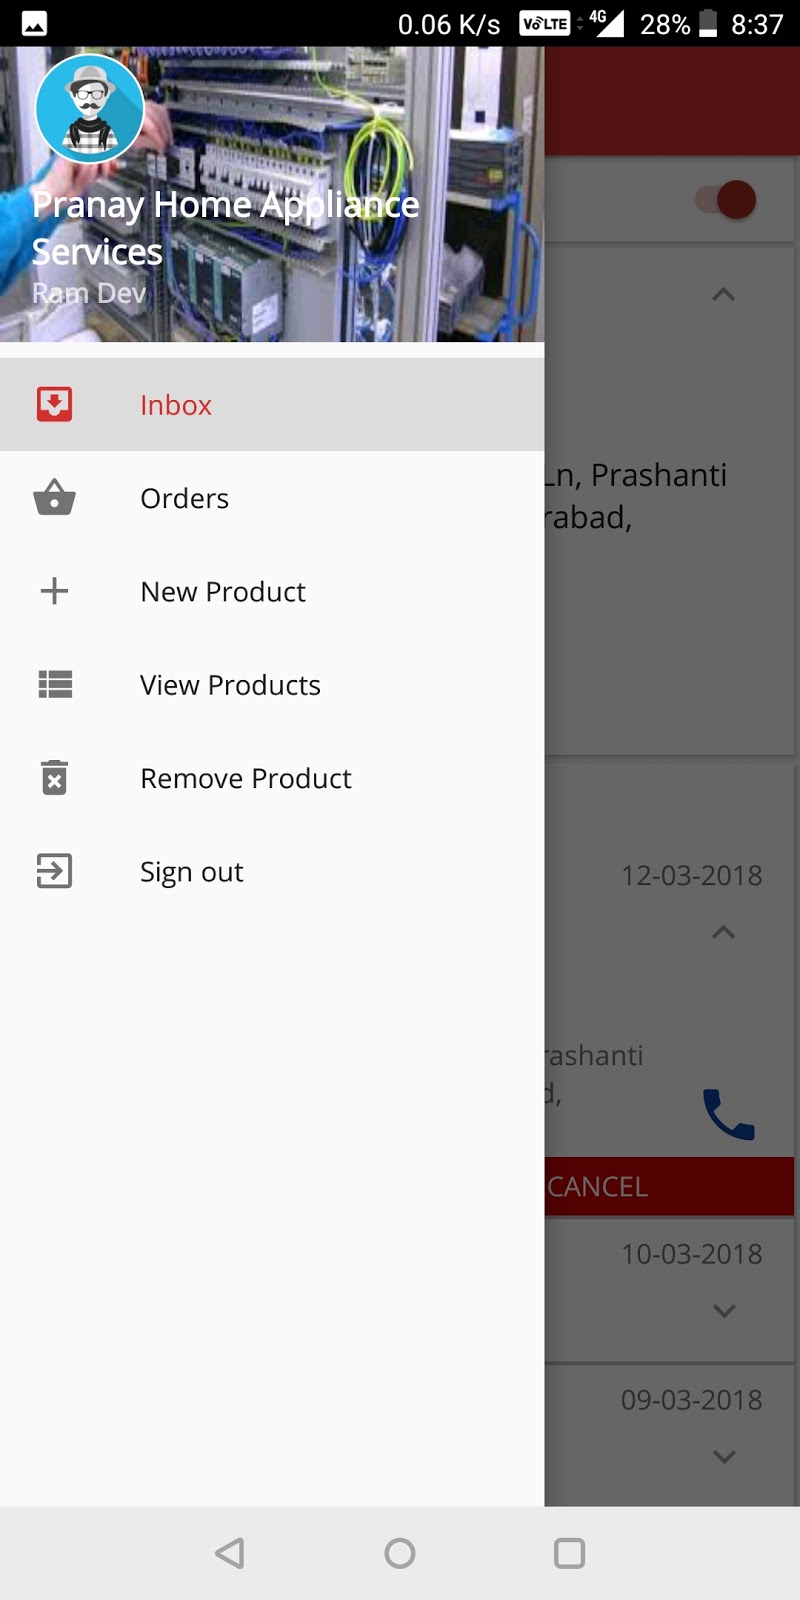 0.06 K/s VoLTE 4G 28% 8:37
Pranay Home Appliance
Services
Ram Dev
Inbox
Orders
New Product
View Products
Remove Product
Sign out
Ln, Prashanti
rabad,
12-03-2018
rashanti
d,
CANCEL
10-03-2018
09-03-2018